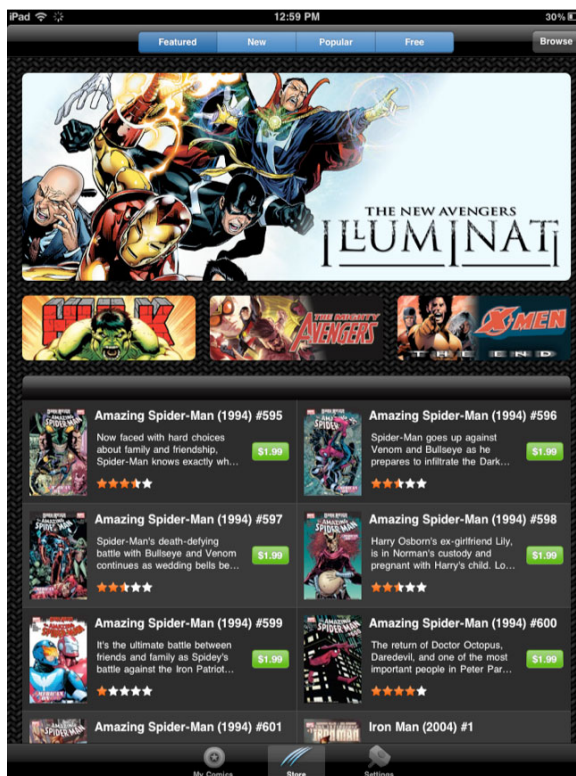 iPad 12:59 PM 30%
Featured New Popular Free Browse
THE NEW AVENGERS
ILLUMINATI
HULK
THE MIGHTY
AVENGERS
X-MEN
THE END
Amazing Spider-Man (1994) #595
Now faced with hard choices
about family and friendship,
Spider-Man knows exactly wh...
$1.99
Amazing Spider-Man (1994) #596
Spider-Man goes up against
Venom and Bullseye as he
prepares to infiltrate the Dark...
$1.99
Amazing Spider-Man (1994) #597
Spider-Man's death-defying
battle with Bullseye and Venom
continues as wedding bells be...
$1.99
Amazing Spider-Man (1994) #598
Harry Osborn's ex-girlfriend Lily,
is in Norman's custody and
pregnant with Harry's child. Lo...
$1.99
Amazing Spider-Man (1994) #599
It's the ultimate battle between
friends and family as Spidey's
battle against the Iron Patriot...
$1.99
Amazing Spider-Man (1994) #600
The return of Doctor Octopus,
Daredevil, and one of the most
important people in Peter Par...
$1.99
Amazing Spider-Man (1994) #601
Iron Man (2004) #1
My Comics Store Settings